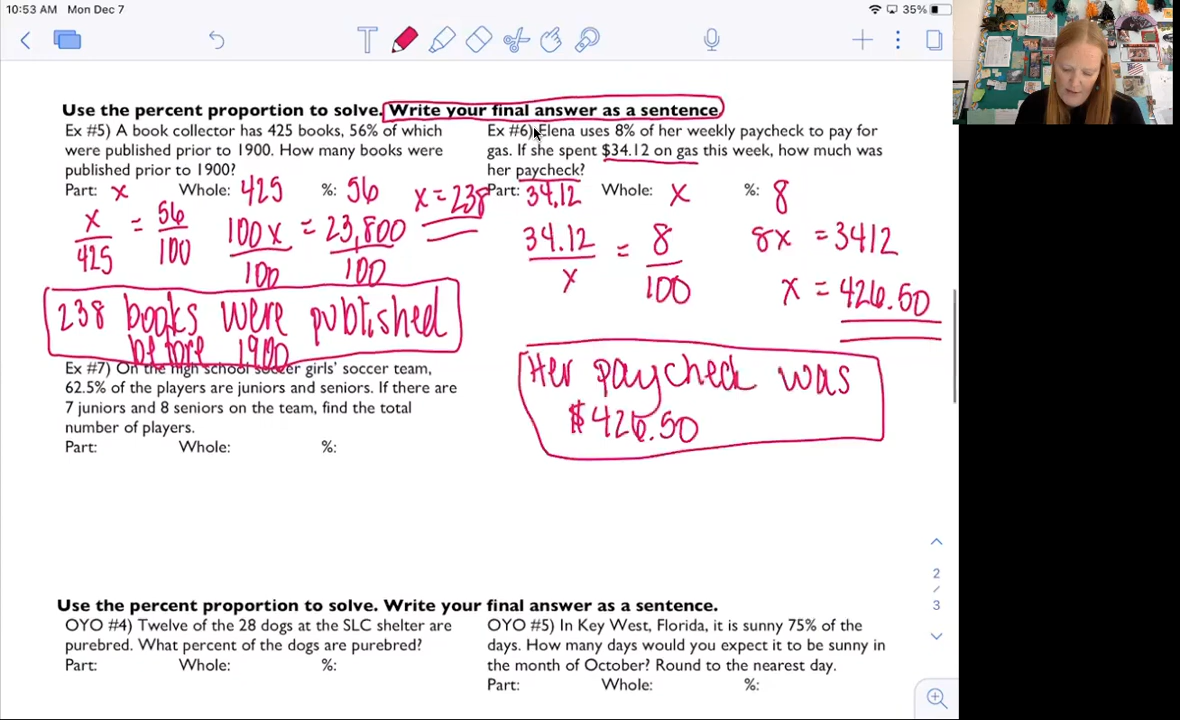 10:53 AM Mon Dec 7
35%
Use the percent proportion to solve. Write your final answer as a sentence
Ex #5) A book collector has 425 books, 56% of which
were published prior to 1900. How many books were
published prior to 1900?
Part: x Whole: 425 %: 56
x = 238
x/425 = 56/100
100x/100 = 23,800/100
238 books were published
before 1900
Ex #6) Elena uses 8% of her weekly paycheck to pay for
gas. If she spent $34.12 on gas this week, how much was
her paycheck?
Part: 34.12 Whole: x %: 8
34.12/x = 8/100
8x = 3412
x = 426.50
Her paycheck was
$426.50
Ex #7) On the high school soccer girls' soccer team,
62.5% of the players are juniors and seniors. If there are
7 juniors and 8 seniors on the team, find the total
number of players.
Part: Whole: %:
2
/
3
Use the percent proportion to solve. Write your final answer as a sentence.
OYO #4) Twelve of the 28 dogs at the SLC shelter are
purebred. What percent of the dogs are purebred?
Part: Whole: %:
OYO #5) In Key West, Florida, it is sunny 75% of the
days. How many days would you expect it to be sunny in
the month of October? Round to the nearest day.
Part: Whole: %: